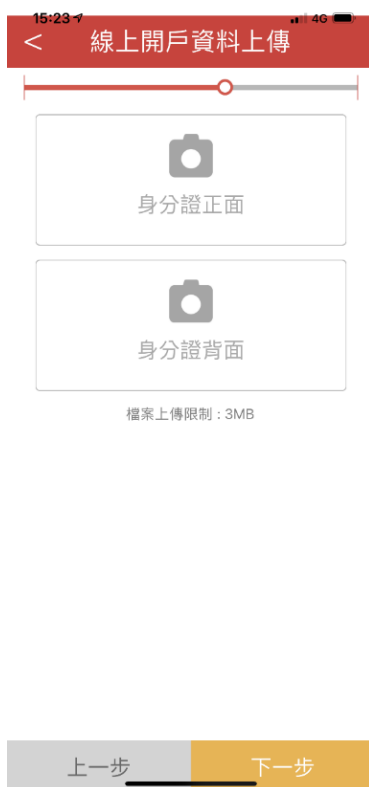 15:23
4G
< 線上開戶資料上傳
身分證正面
身分證背面
檔案上傳限制：3MB
上一步
下一步